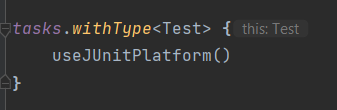 tasks.withType<Test> { this: Test
    useJUnitPlatform()
}